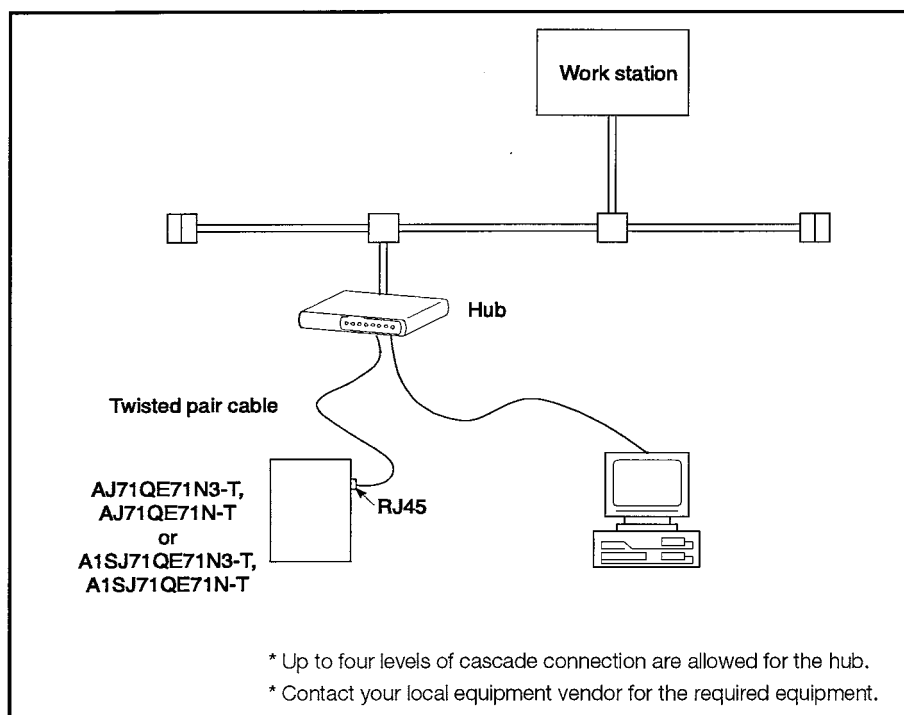 Work station
Hub
Twisted pair cable
AJ71QE71N3-T,
AJ71QE71N-T
or
A1SJ71QE71N3-T,
A1SJ71QE71N-T
RJ45
* Up to four levels of cascade connection are allowed for the hub.
* Contact your local equipment vendor for the required equipment.